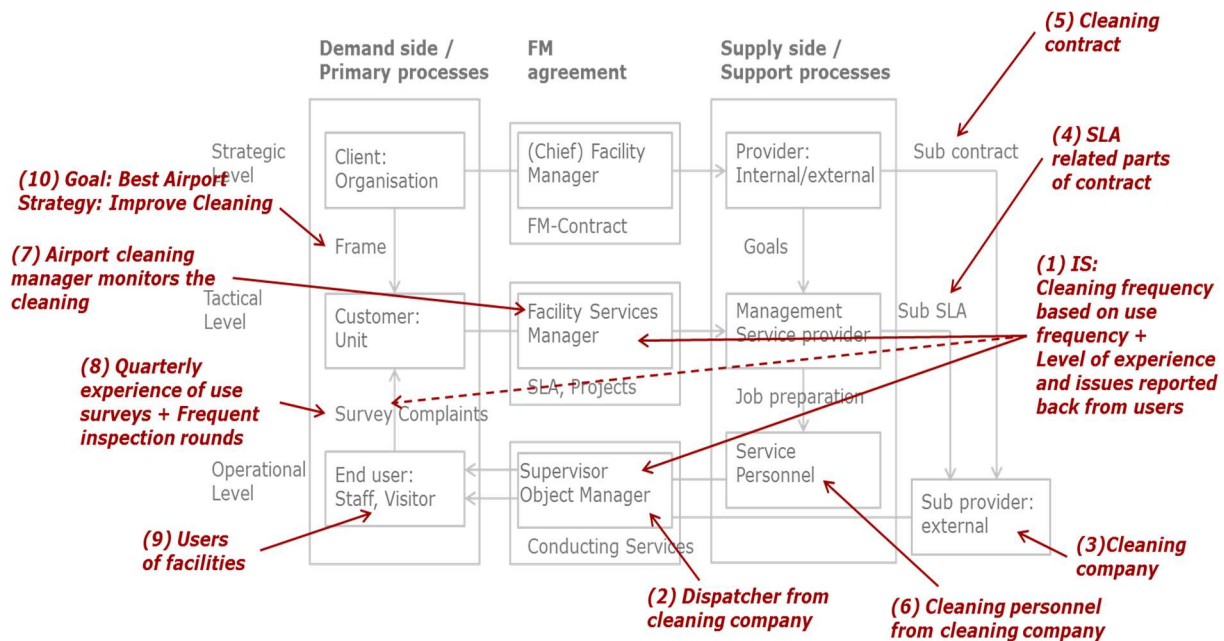 (5) Cleaning
contract
Demand side /
Primary processes
FM
agreement
Supply side /
Support processes
(4) SLA
related parts
of contract
Strategic
Level
Client:
Organisation
(Chief) Facility
Manager
Provider:
Internal/external
Sub contract
(10) Goal: Best Airport
Strategy: Improve Cleaning
FM-Contract
Frame
Goals
(7) Airport cleaning
manager monitors the
cleaning
(1) IS:
Cleaning frequency
based on use
frequency +
Level of experience
and issues reported
back from users
Tactical
Level
Customer:
Unit
Facility Services
Manager
Management
Service provider
Sub SLA
(8) Quarterly
experience of use
surveys + Frequent
inspection rounds
SLA, Projects
Survey Complaints
Job preparation
Operational
Level
End user:
Staff, Visitor
Supervisor
Object Manager
Service
Personnel
Sub provider:
external
(9) Users
of facilities
Conducting Services
(3)Cleaning
company
(2) Dispatcher from
cleaning company
(6) Cleaning personnel
from cleaning company